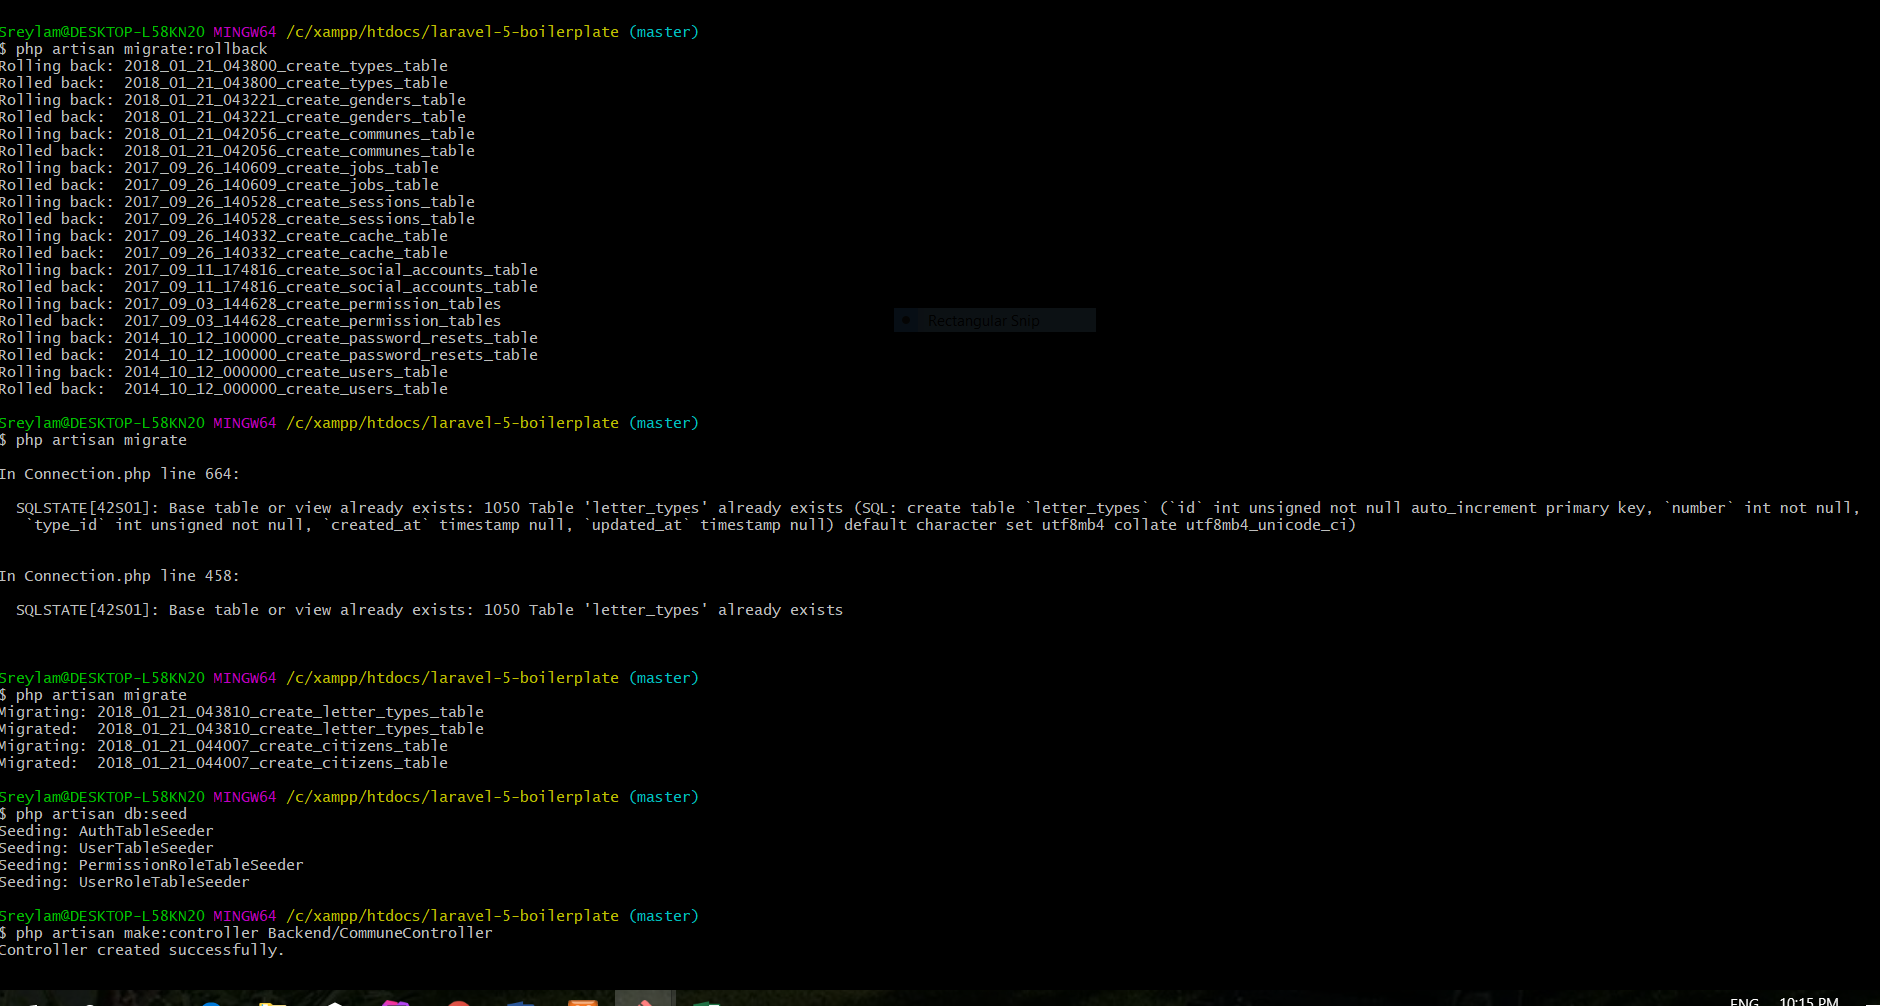 Sreylam@DESKTOP-L58KN2O MINGW64 /c/xampp/htdocs/laravel-5-boilerplate (master)
$ php artisan migrate:rollback
Rolling back: 2018_01_21_043800_create_types_table
Rolled back:  2018_01_21_043800_create_types_table
Rolling back: 2018_01_21_043221_create_genders_table
Rolled back:  2018_01_21_043221_create_genders_table
Rolling back: 2018_01_21_042056_create_communes_table
Rolled back:  2018_01_21_042056_create_communes_table
Rolling back: 2017_09_26_140609_create_jobs_table
Rolled back:  2017_09_26_140609_create_jobs_table
Rolling back: 2017_09_26_140528_create_sessions_table
Rolled back:  2017_09_26_140528_create_sessions_table
Rolling back: 2017_09_26_140332_create_cache_table
Rolled back:  2017_09_26_140332_create_cache_table
Rolling back: 2017_09_11_174816_create_social_accounts_table
Rolled back:  2017_09_11_174816_create_social_accounts_table
Rolling back: 2017_09_03_144628_create_permission_tables
Rolled back:  2017_09_03_144628_create_permission_tables
Rectangular Snip
Rolling back: 2014_10_12_100000_create_password_resets_table
Rolled back:  2014_10_12_100000_create_password_resets_table
Rolling back: 2014_10_12_000000_create_users_table
Rolled back:  2014_10_12_000000_create_users_table
Sreylam@DESKTOP-L58KN2O MINGW64 /c/xampp/htdocs/laravel-5-boilerplate (master)
$ php artisan migrate
In Connection.php line 664:
SQLSTATE[42S01]: Base table or view already exists: 1050 Table 'letter_types' already exists (SQL: create table `letter_types` (`id` int unsigned not null auto_increment primary key, `number` int not null,
`type_id` int unsigned not null, `created_at` timestamp null, `updated_at` timestamp null) default character set utf8mb4 collate utf8mb4_unicode_ci)
In Connection.php line 458:
SQLSTATE[42S01]: Base table or view already exists: 1050 Table 'letter_types' already exists
Sreylam@DESKTOP-L58KN2O MINGW64 /c/xampp/htdocs/laravel-5-boilerplate (master)
$ php artisan migrate
Migrating: 2018_01_21_043810_create_letter_types_table
Migrated:  2018_01_21_043810_create_letter_types_table
Migrating: 2018_01_21_044007_create_citizens_table
Migrated:  2018_01_21_044007_create_citizens_table
Sreylam@DESKTOP-L58KN2O MINGW64 /c/xampp/htdocs/laravel-5-boilerplate (master)
$ php artisan db:seed
Seeding: AuthTableSeeder
Seeding: UserTableSeeder
Seeding: PermissionRoleTableSeeder
Seeding: UserRoleTableSeeder
Sreylam@DESKTOP-L58KN2O MINGW64 /c/xampp/htdocs/laravel-5-boilerplate (master)
$ php artisan make:controller Backend/CommuneController
Controller created successfully.
ENG 10:15 PM